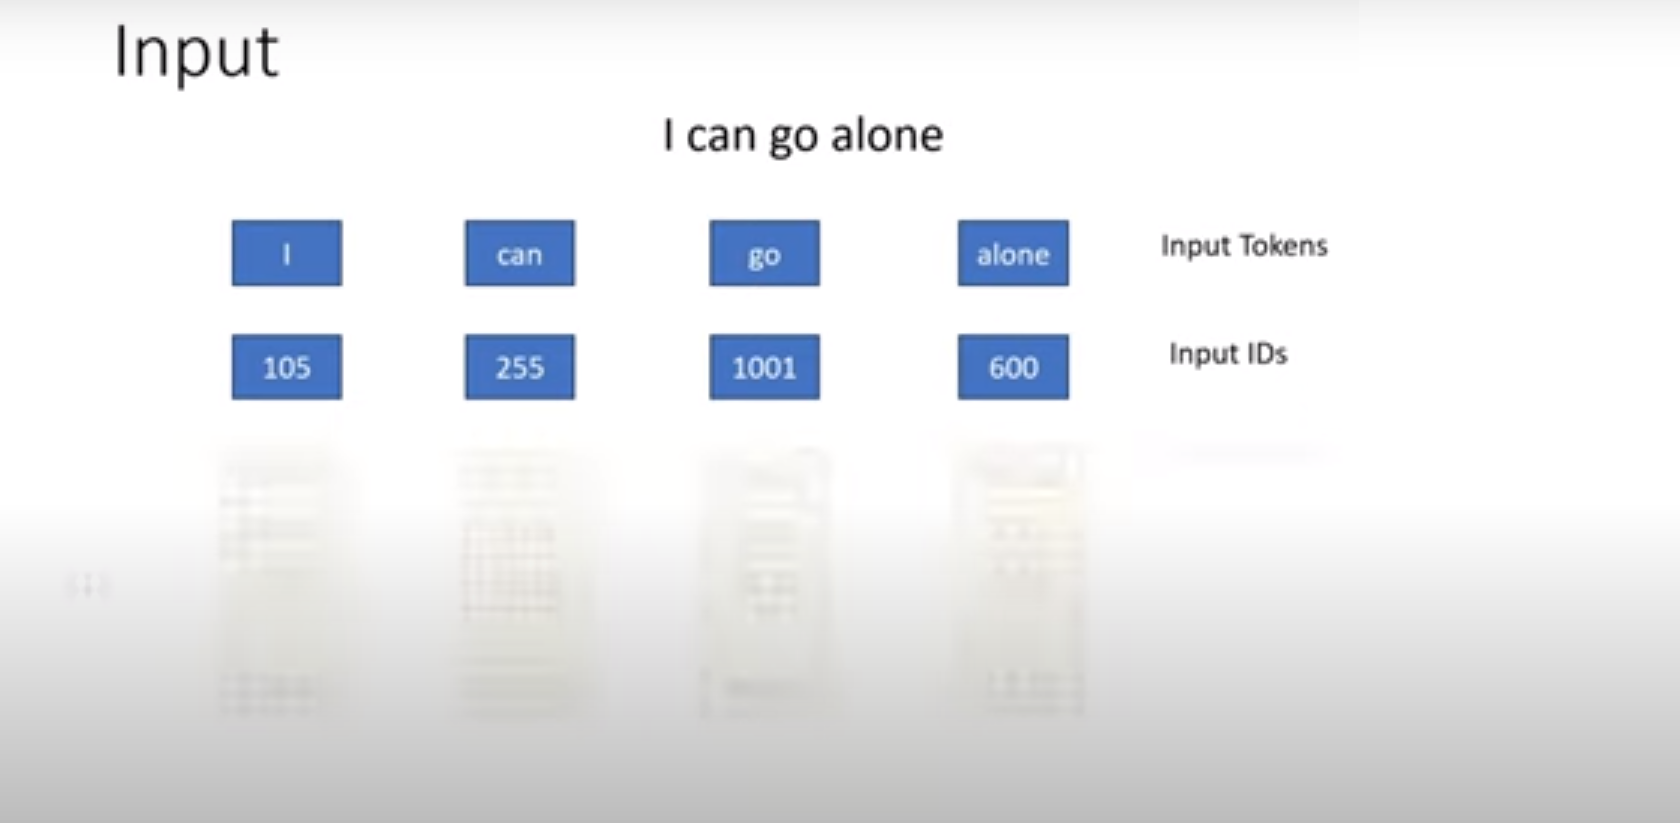 Input
I can go alone
I can go alone Input Tokens
105 255 1001 600 Input IDs